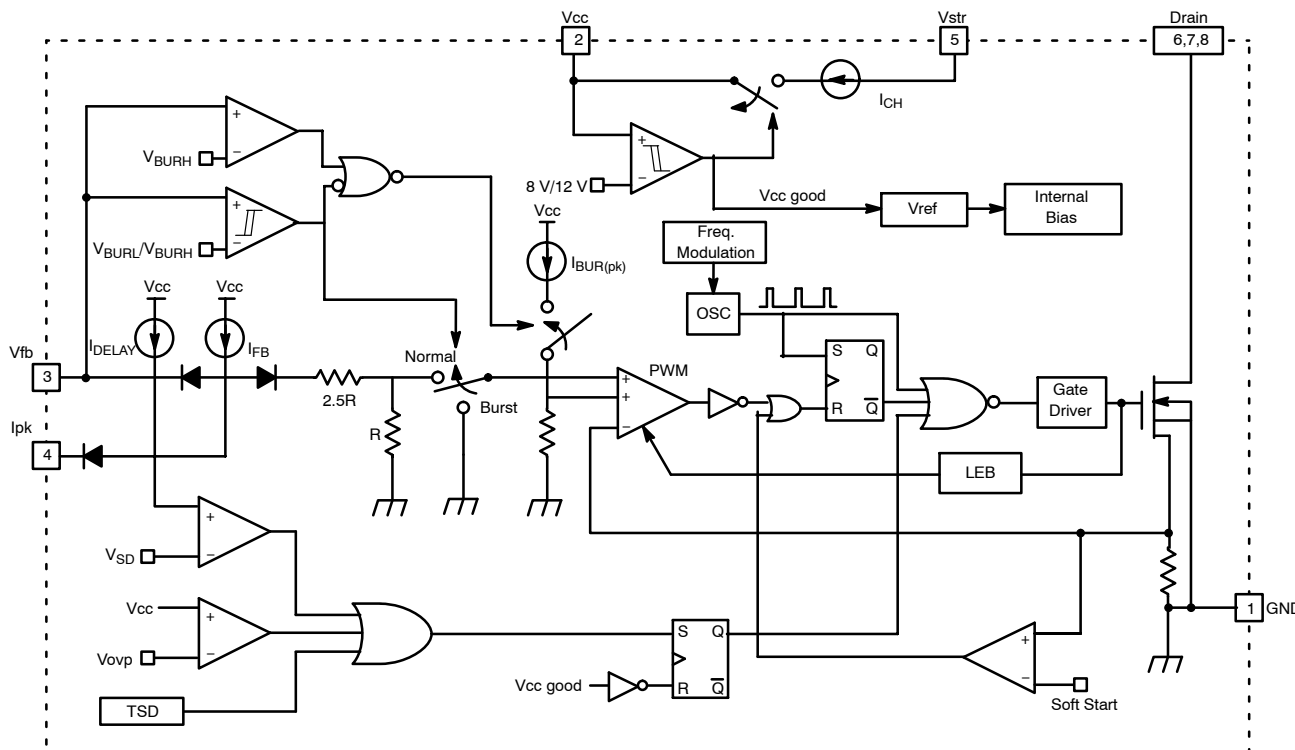 Vcc
Vstr
Drain
2
5
6,7,8
ICH
+
−
VBURH
+
−
8 V/12 V
+
−
VBURL/VBURH
Vcc good
Vref
Internal
Bias
Vcc
Freq.
Modulation
IBUR(pk)
OSC
Vcc
Vcc
IDELAY
IFB
Vfb
3
Normal
Burst
2.5R
R
PWM
+
+
−
S
Q
R
Q
Gate
Driver
Ipk
4
LEB
+
−
VSD
Vcc
+
−
Vovp
S
Q
R
Q
Vcc good
TSD
+
−
Soft Start
1
GND